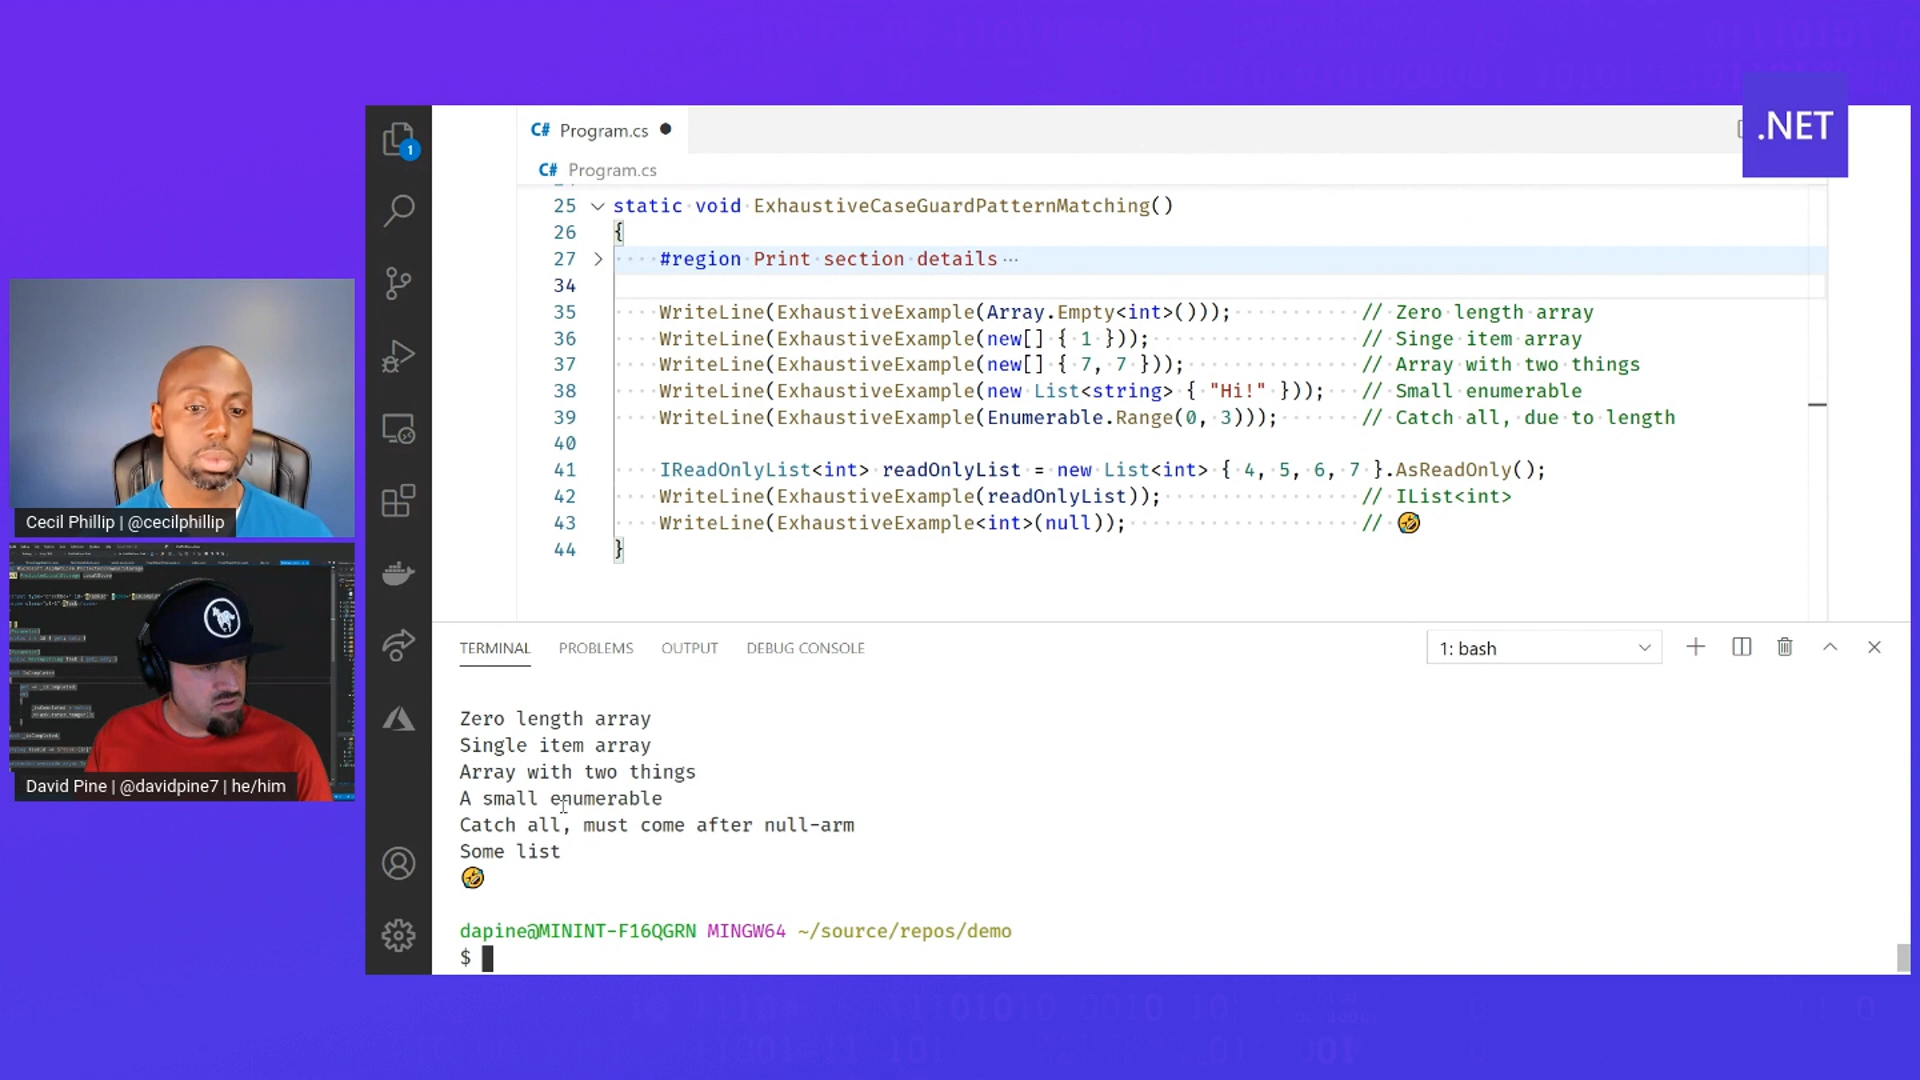 .NET
1
C# Program.cs
C# Program.cs
25 static void ExhaustiveCaseGuardPatternMatching()
26 {
27 #region Print section details ...
34
35 WriteLine(ExhaustiveExample(Array.Empty<int>())); // Zero length array
36 WriteLine(ExhaustiveExample(new[] { 1 })); // Singe item array
37 WriteLine(ExhaustiveExample(new[] { 7, 7 })); // Array with two things
38 WriteLine(ExhaustiveExample(new List<string> { "Hi!" })); // Small enumerable
39 WriteLine(ExhaustiveExample(Enumerable.Range(0, 3))); // Catch all, due to length
40
41 IReadOnlyList<int> readOnlyList = new List<int> { 4, 5, 6, 7 }.AsReadOnly();
42 WriteLine(ExhaustiveExample(readOnlyList)); // IList<int>
43 WriteLine(ExhaustiveExample<int>(null)); // 🤣
44 }
Cecil Phillip | @cecilphillip
David Pine | @davidpine7 | he/him
TERMINAL PROBLEMS OUTPUT DEBUG CONSOLE 1: bash
Zero length array
Single item array
Array with two things
A small enumerable
Catch all, must come after null-arm
Some list
🤣
dapine@MININT-F16QGRN MINGW64 ~/source/repos/demo
$